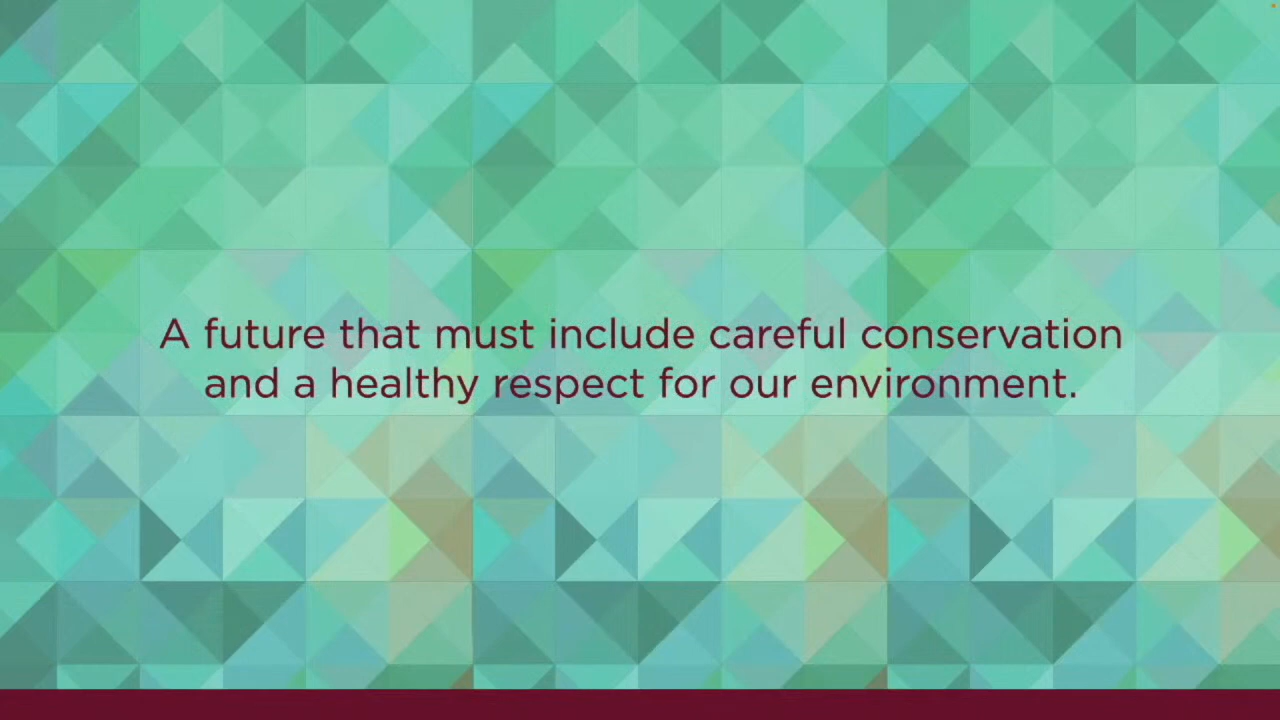 A future that must include careful conservation
and a healthy respect for our environment.